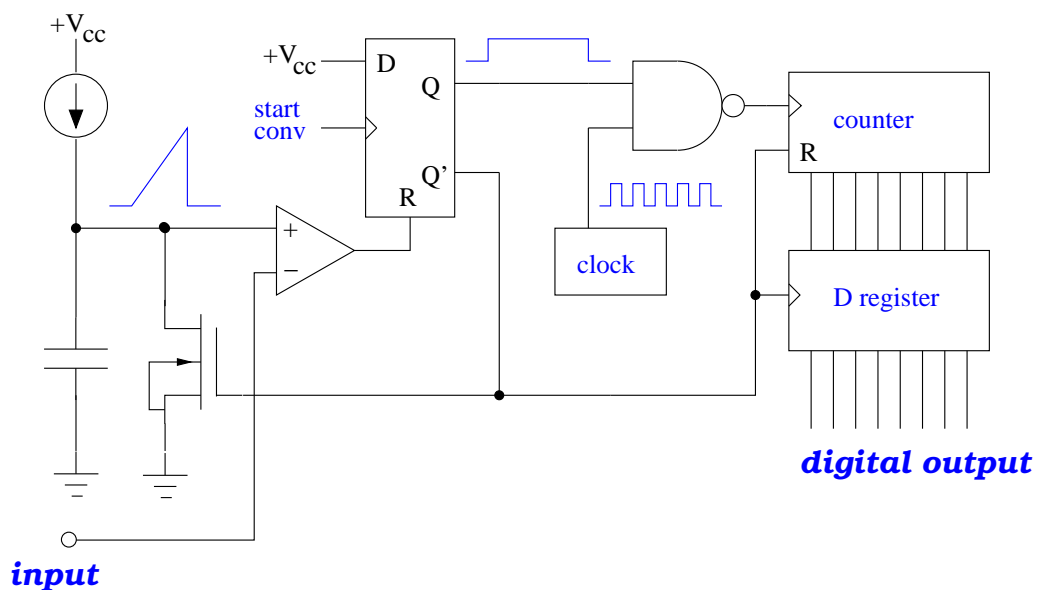 +Vcc
+Vcc
D
Q
start
conv
Q'
R
+
−
clock
counter
R
D register
digital output
input